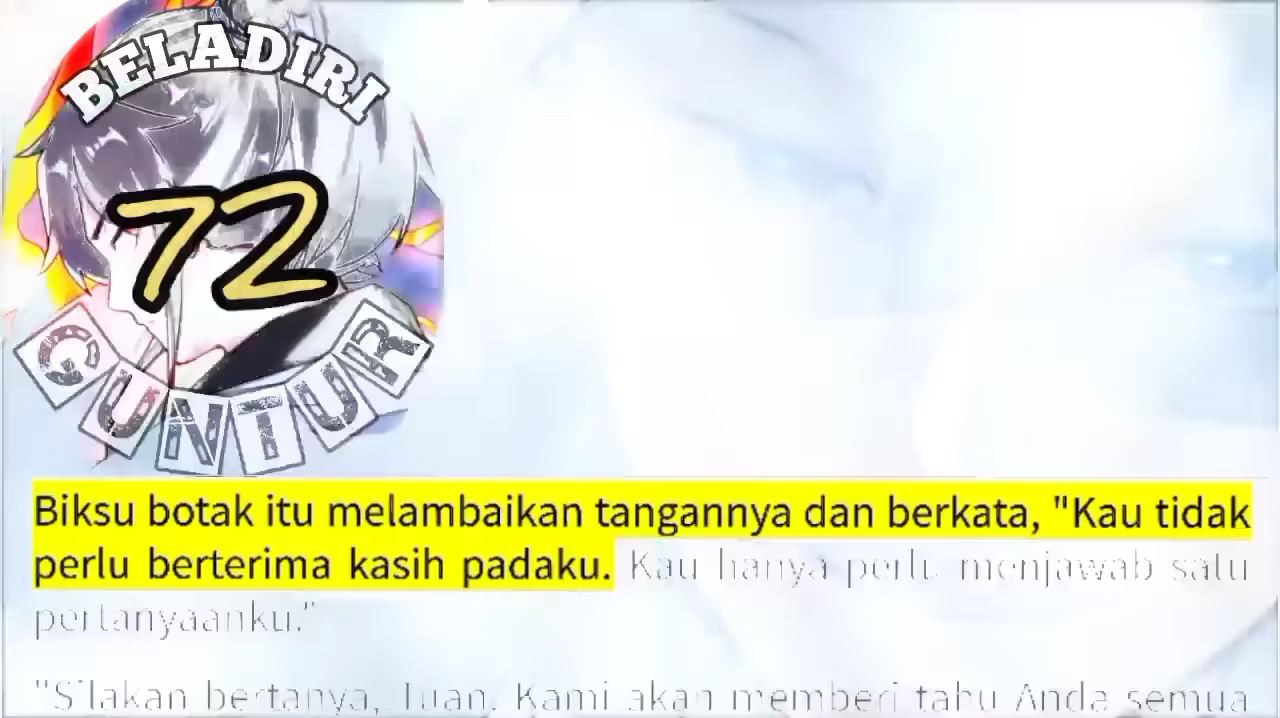 BELADIRI
72
GUNTUR
Biksu botak itu melambaikan tangannya dan berkata, "Kau tidak
perlu berterima kasih padaku. Kau hanya perlu menjawab satu
pertanyaanku."
"Silakan bertanya, Tuan. Kami akan memberi tahu Anda semua